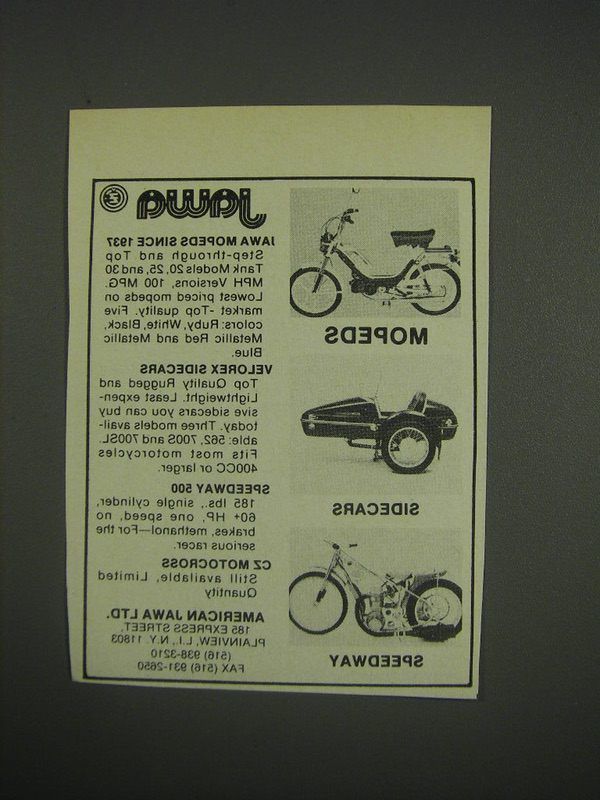 jawa
JAWA MOPEDS SINCE 1937
Step-through and Top
Tank Models 20, 25, and 30
MPH Versions, 100 MPG.
Lowest priced mopeds on
market - Top quality. Five
colors: Ruby, White, Black,
Metallic Red and Metallic
Blue.
VELOREX SIDECARS
Top Quality Rugged and
Lightweight. Least expen-
sive sidecars you can buy
today. Three models avail-
able: 562, 700S and 700SL.
Fits most motorcycles
400CC or larger.
SPEEDWAY 500
185 lbs., single cylinder,
60+ HP, one speed, no
brakes, methanol—For the
serious racer.
CZ MOTOCROSS
Still available, Limited,
Quantity
AMERICAN JAWA LTD.
185 EXPRESS STREET,
PLAINVIEW, L.I., N.Y. 11803
(516) 938-3210
FAX (516) 931-2650
MOPEDS
SIDECARS
SPEEDWAY